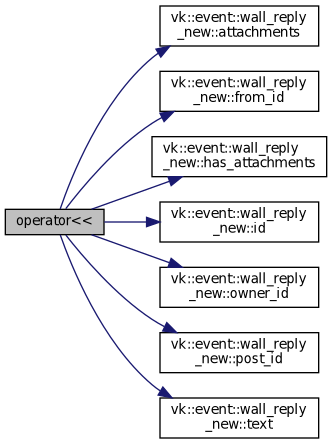 vk::event::wall_reply
_new::attachments
vk::event::wall_reply
_new::from_id
vk::event::wall_reply
_new::has_attachments
operator<<
vk::event::wall_reply
_new::id
vk::event::wall_reply
_new::owner_id
vk::event::wall_reply
_new::post_id
vk::event::wall_reply
_new::text